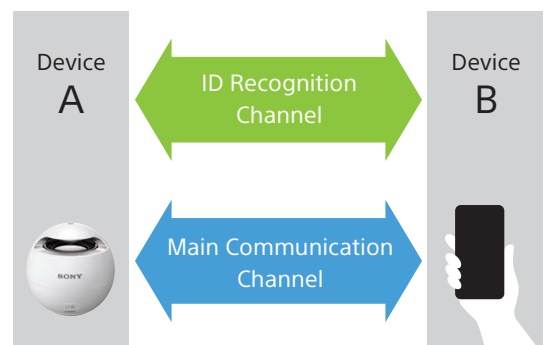 Device
A
ID Recognition
Channel
Device
B
Main Communication
Channel
SONY